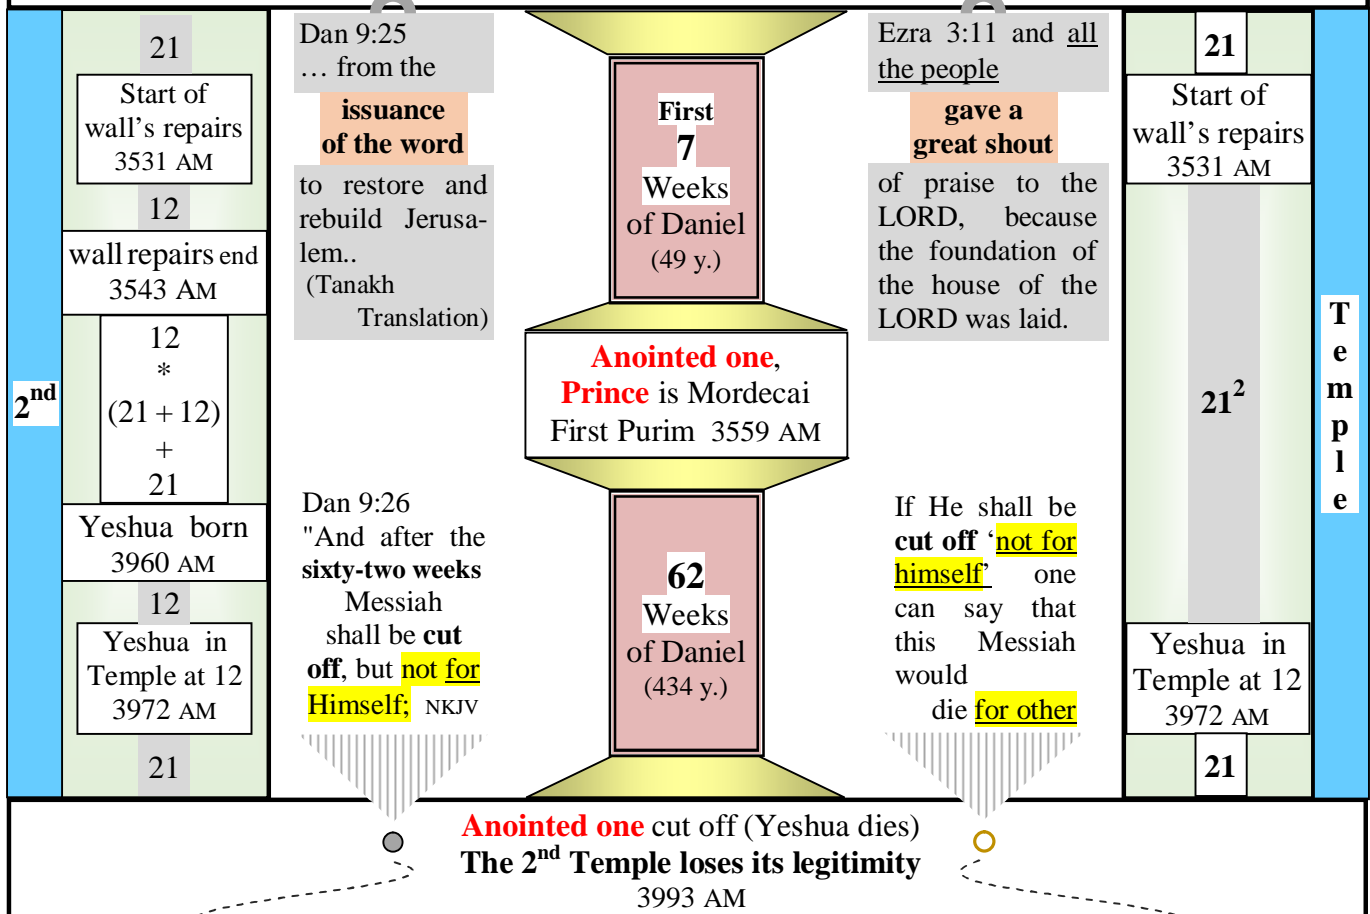 2nd
21
Start of
wall’s repairs
3531 AM
12
wall repairs end
3543 AM
12
*
(21 + 12)
+
21
Yeshua born
3960 AM
12
Yeshua in
Temple at 12
3972 AM
21
Dan 9:25
… from the
issuance
of the word
to restore and
rebuild Jerusa-
lem..
(Tanakh
Translation)
Dan 9:26
"And after the
sixty-two weeks
Messiah
shall be cut
off, but not for
Himself; NKJV
First
7
Weeks
of Daniel
(49 y.)
Anointed one,
Prince is Mordecai
First Purim 3559 AM
62
Weeks
of Daniel
(434 y.)
Ezra 3:11 and all
the people
gave a
great shout
of praise to the
LORD, because
the foundation of
the house of the
LORD was laid.
If He shall be
cut off ‘not for
himself’ one
can say that
this Messiah
would
die for other
21
Start of
wall’s repairs
3531 AM
21²
Yeshua in
Temple at 12
3972 AM
21
T
e
m
p
l
e
Anointed one cut off (Yeshua dies)
The 2nd Temple loses its legitimity
3993 AM